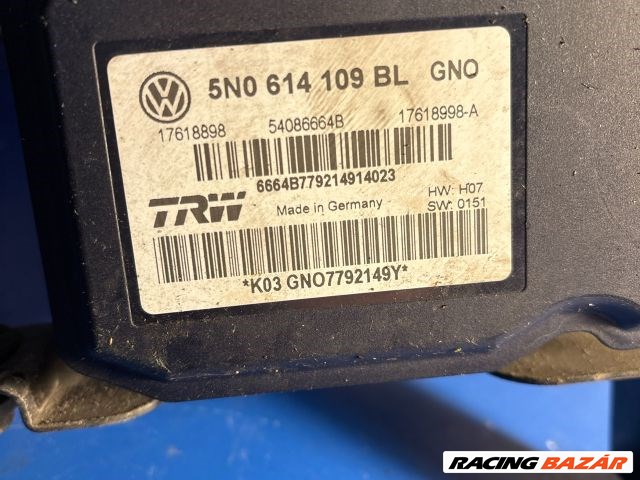 5N0 614 109 BL GNO
17618898 54086664B 17618998-A
6664B779214914023
TRW Made in Germany HW: H07
SW: 0151
*K03 GNO7792149Y*
RACING BAZÁR